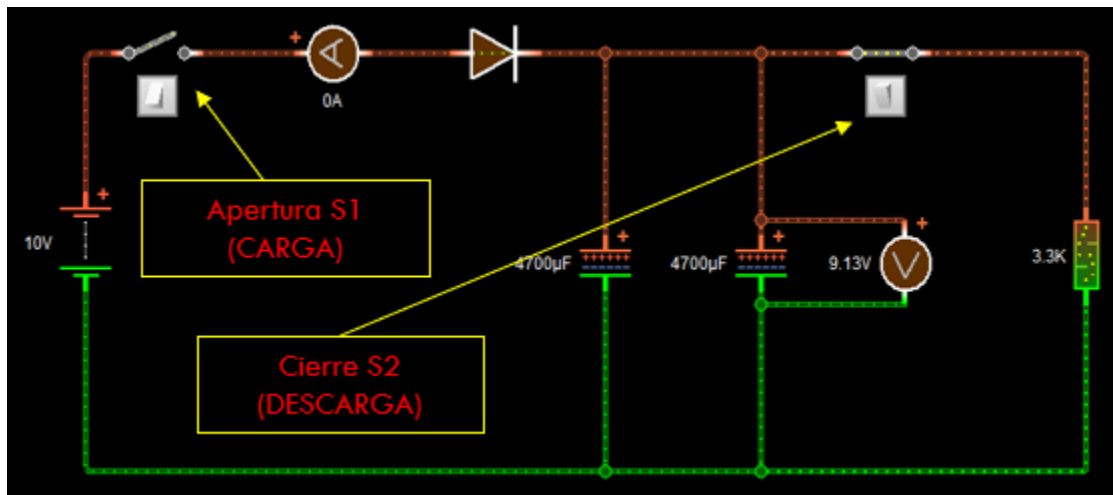 +
+
0A
Apertura S1
(CARGA)
+
10V
+
4700µF
+
4700µF
+
9.13V
3.3K
Cierre S2
(DESCARGA)